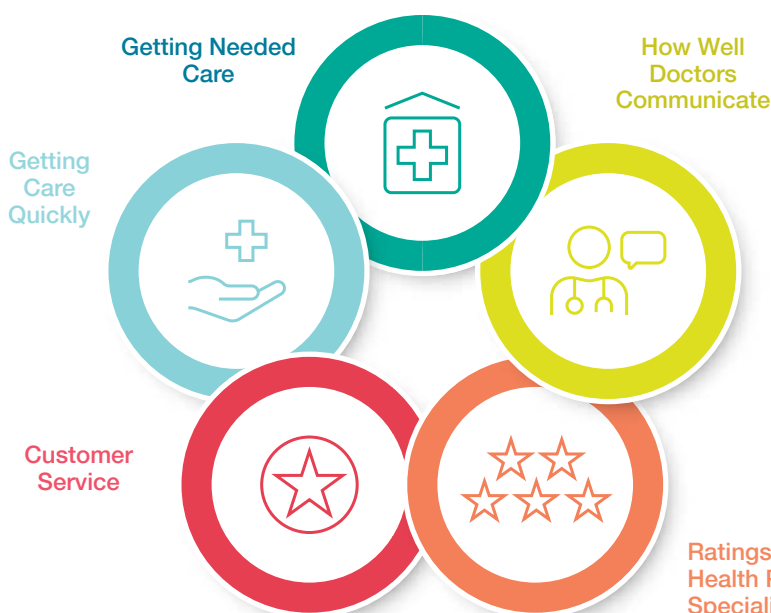 Getting Needed
Care
How Well
Doctors
Communicate
Getting
Care
Quickly
Customer
Service
Ratings
Health